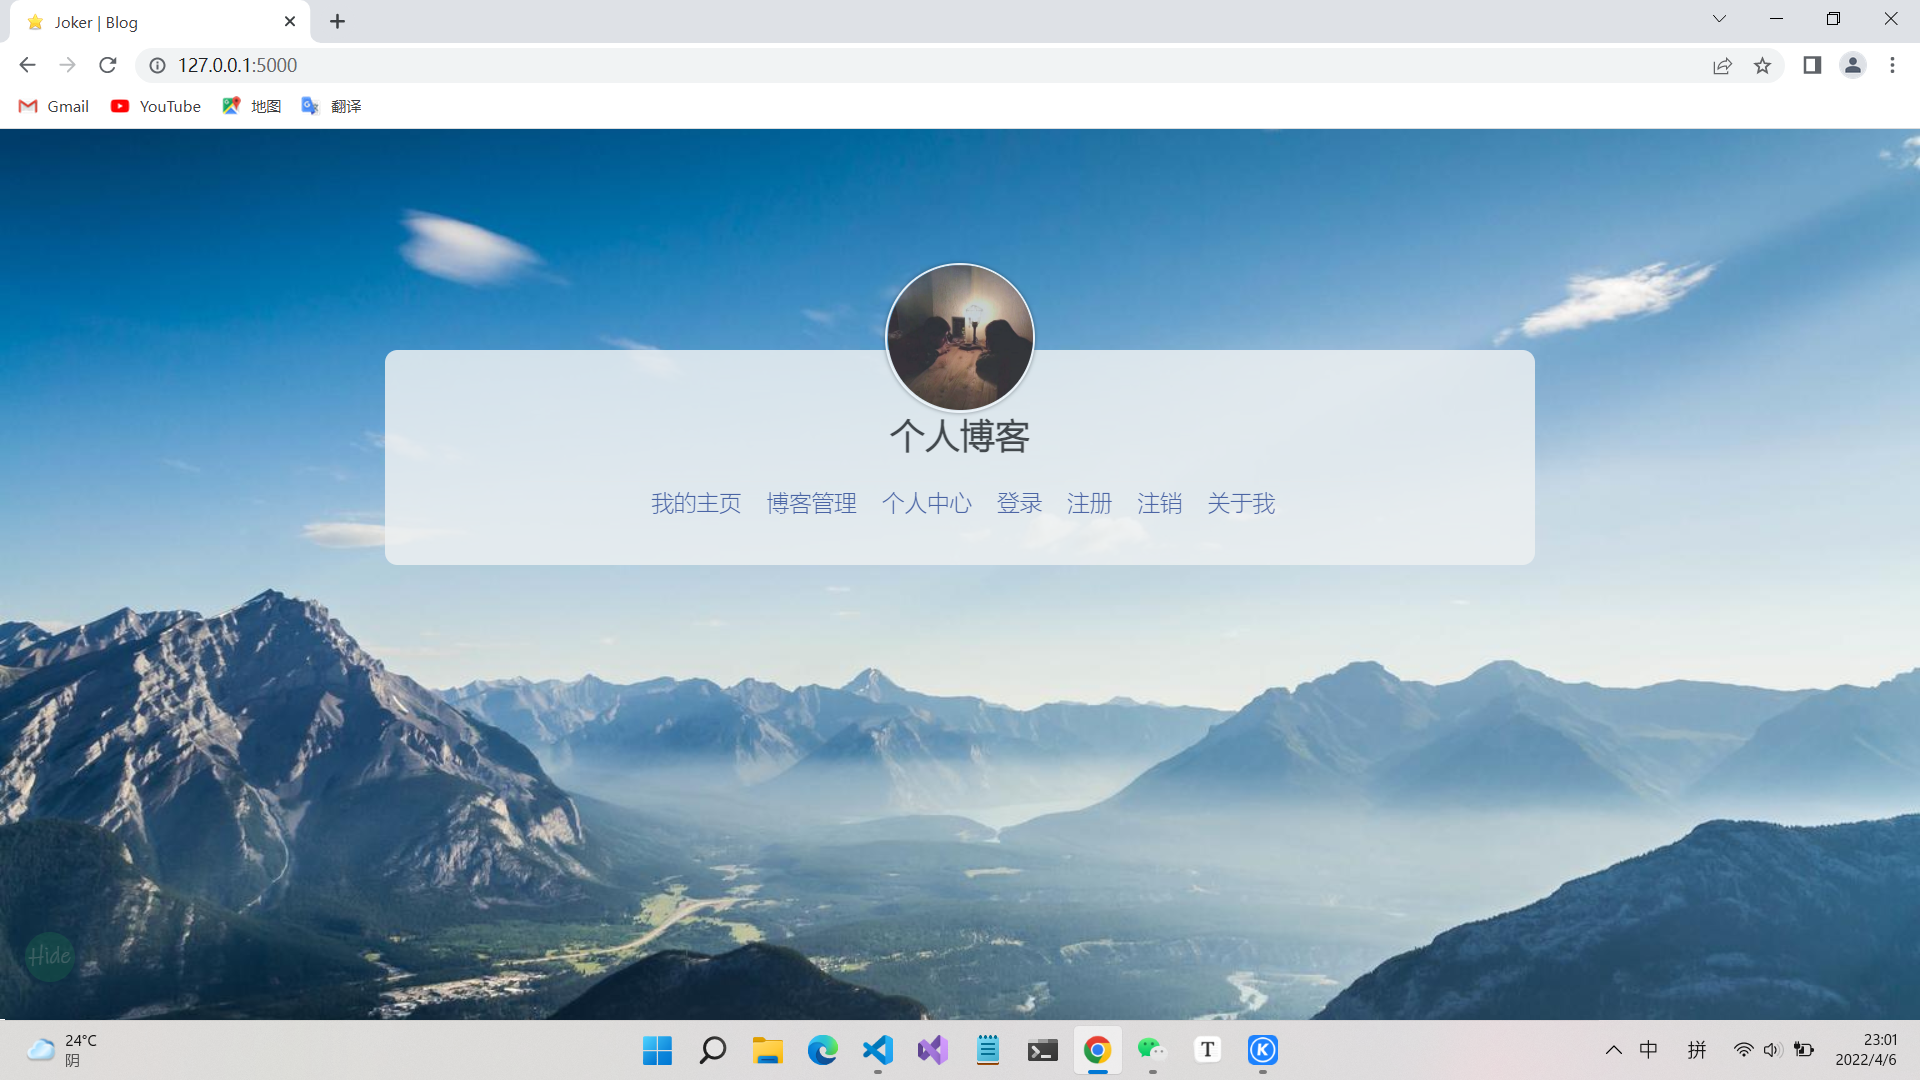 Joker | Blog
127.0.0.1:5000
Gmail YouTube 地图 翻译
个人博客
我的主页 博客管理 个人中心 登录 注册 注销 关于我
Hide
24°C
阴
T
K
中 拼
23:01
2022/4/6